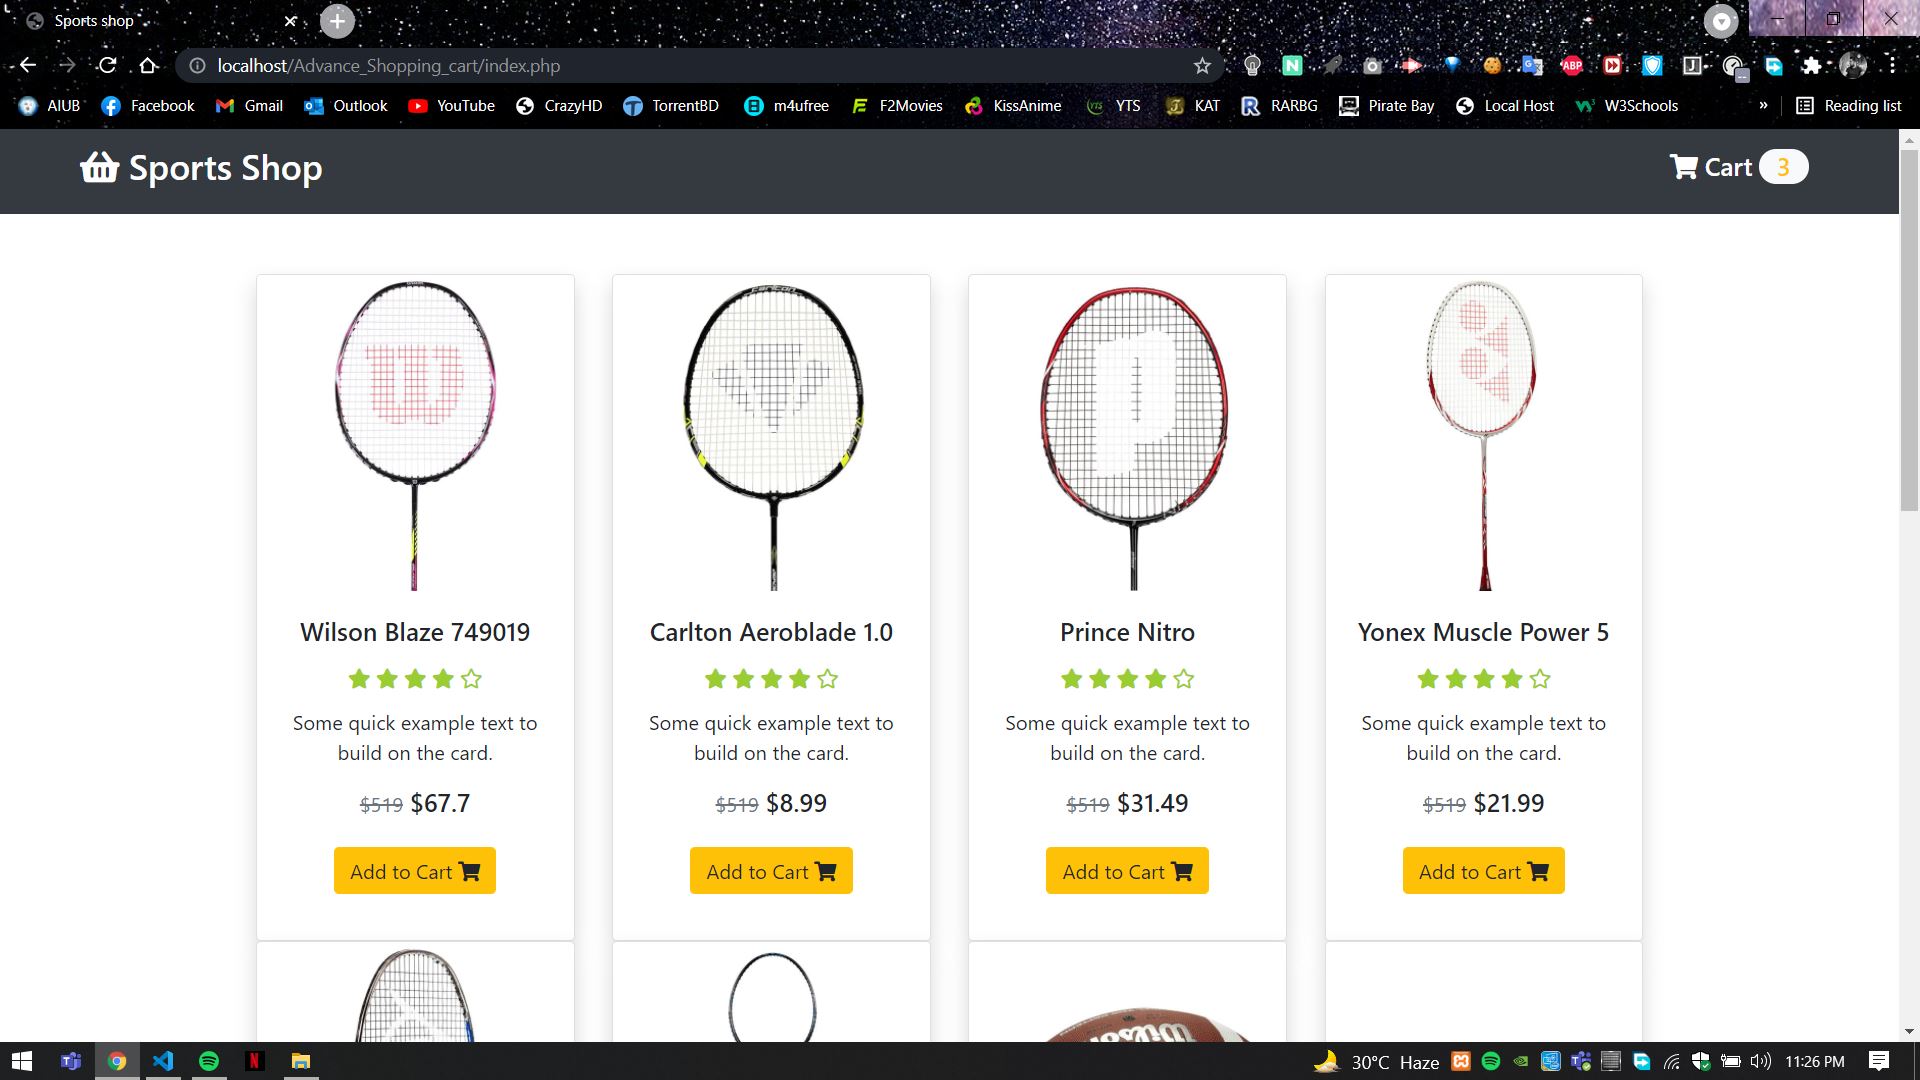 Sports shop
localhost/Advance_Shopping_cart/index.php
AIUB Facebook Gmail Outlook YouTube CrazyHD TorrentBD m4ufree F2Movies KissAnime YTS KAT RARBG Pirate Bay Local Host W3Schools » Reading list
Sports Shop
Cart 3
Wilson Blaze 749019
Some quick example text to
build on the card.
$519 $67.7
Add to Cart
Carlton Aeroblade 1.0
Some quick example text to
build on the card.
$519 $8.99
Add to Cart
Prince Nitro
Some quick example text to
build on the card.
$519 $31.49
Add to Cart
Yonex Muscle Power 5
Some quick example text to
build on the card.
$519 $21.99
Add to Cart
Wilson
30°C Haze
11:26 PM